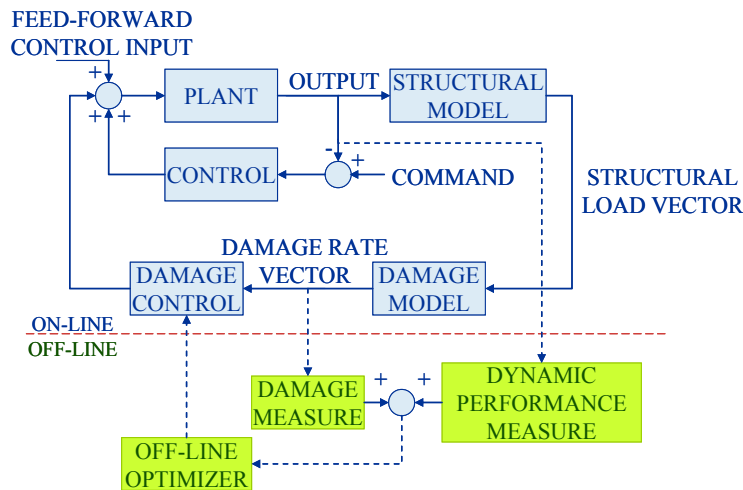 FEED-FORWARD
CONTROL INPUT
+
+ +
PLANT
OUTPUT
STRUCTURAL
MODEL
CONTROL
-
+
COMMAND
STRUCTURAL
LOAD VECTOR
DAMAGE RATE
VECTOR
DAMAGE
CONTROL
DAMAGE
MODEL
ON-LINE
OFF-LINE
DAMAGE
MEASURE
+ +
DYNAMIC
PERFORMANCE
MEASURE
OFF-LINE
OPTIMIZER